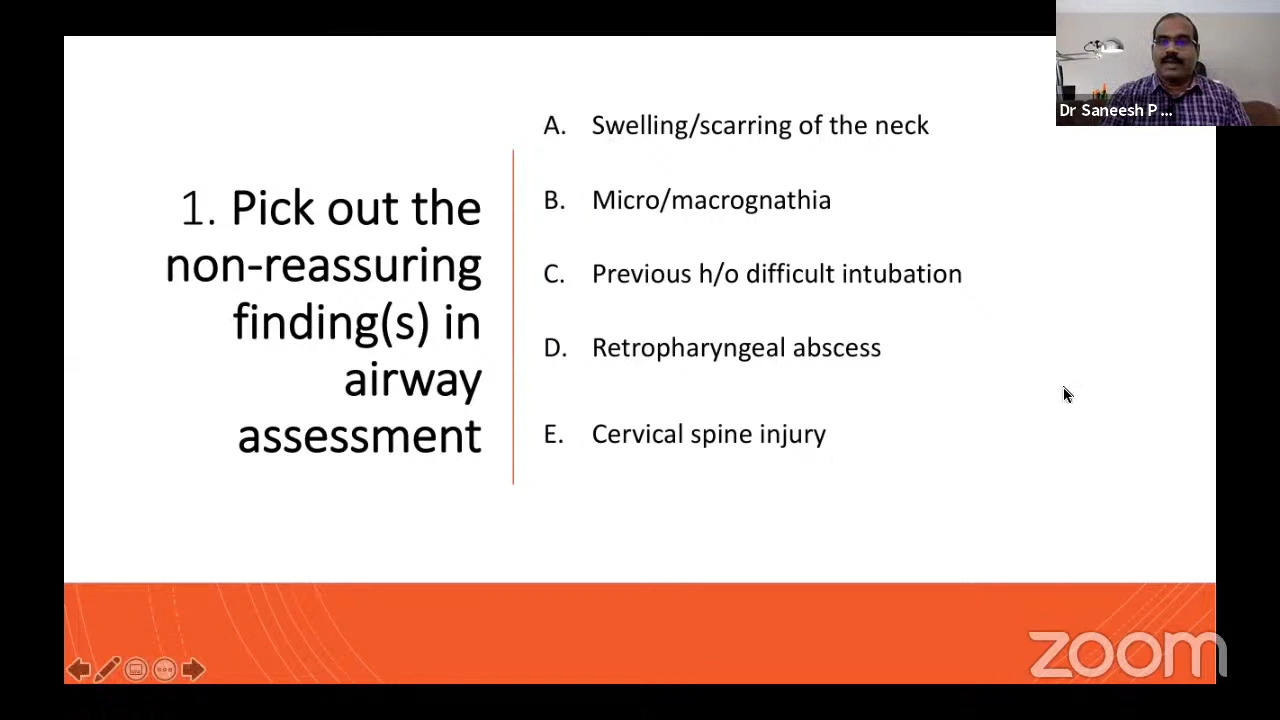 Dr Saneesh P ...
1. Pick out the
non-reassuring
finding(s) in
airway
assessment
A. Swelling/scarring of the neck
B. Micro/macrognathia
C. Previous h/o difficult intubation
D. Retropharyngeal abscess
E. Cervical spine injury
zoom